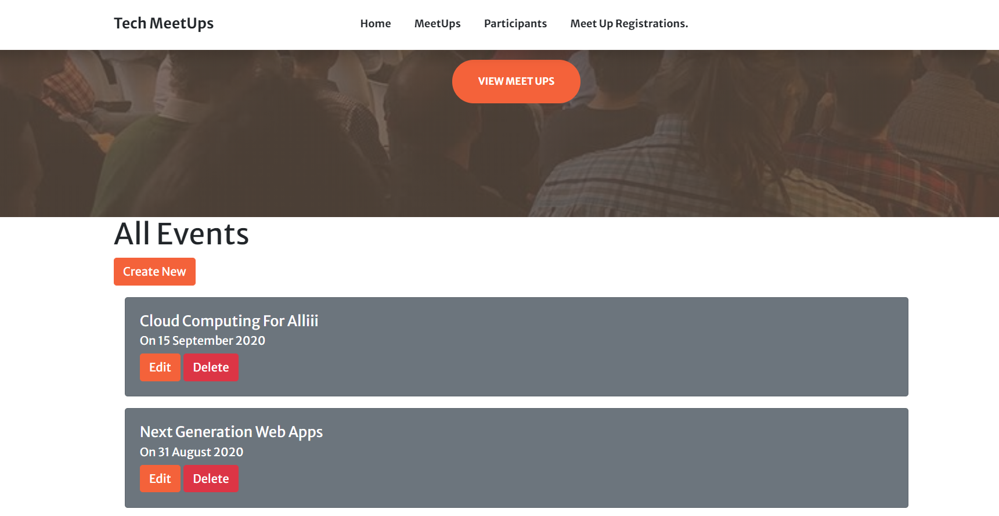 Tech MeetUps
Home MeetUps Participants Meet Up Registrations.
VIEW MEET UPS
All Events
Create New
Cloud Computing For Alliii
On 15 September 2020
Edit Delete
Next Generation Web Apps
On 31 August 2020
Edit Delete